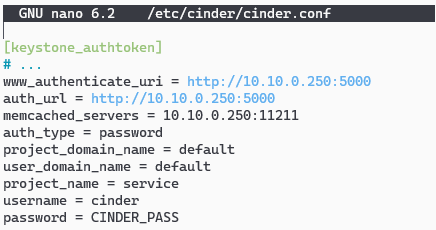 GNU nano 6.2 /etc/cinder/cinder.conf
[keystone_authtoken]
# ...
www_authenticate_uri = http://10.10.0.250:5000
auth_url = http://10.10.0.250:5000
memcached_servers = 10.10.0.250:11211
auth_type = password
project_domain_name = default
user_domain_name = default
project_name = service
username = cinder
password = CINDER_PASS